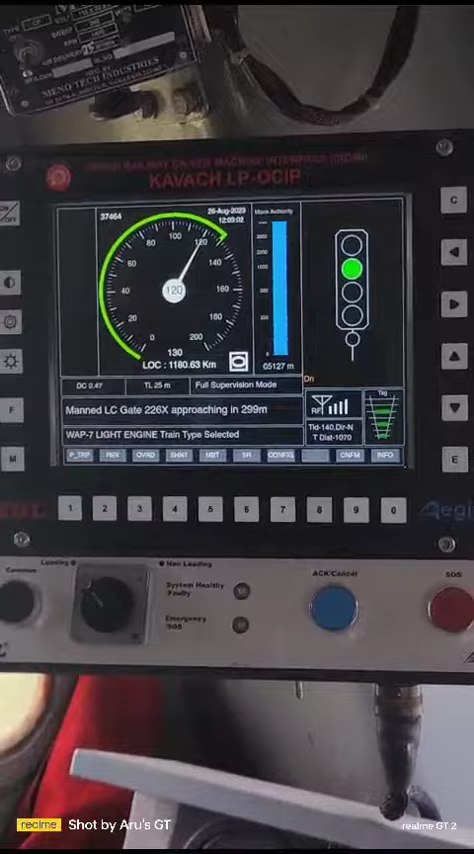 MENO TECH INDUSTRIES
KAVACH LP-OCIP
37464
26-Aug-2023
12:03:02
Move Authority
0
20
40
60
80
100
120
140
160
180
200
120
130
LOC : 1180.63 Km
05127 m
Dn
DC 0.47
TL 25 m
Full Supervision Mode
Manned LC Gate 226X approaching in 299m
WAP-7 LIGHT ENGINE Train Type Selected
RF
Tag
Tid-140,Dir-N
T Dist-1070
P_TRP
REV
OVRD
SHNT
MBT
SR
CONFIG
CNFM
INFO
C
F
M
E
1
2
3
4
5
6
7
8
9
0
Aegi
Leading
Non Leading
System Healthy
/Faulty
Emergency
/SOS
ACK/Cancel
SOS
realme
Shot by Aru's GT
realme GT 2